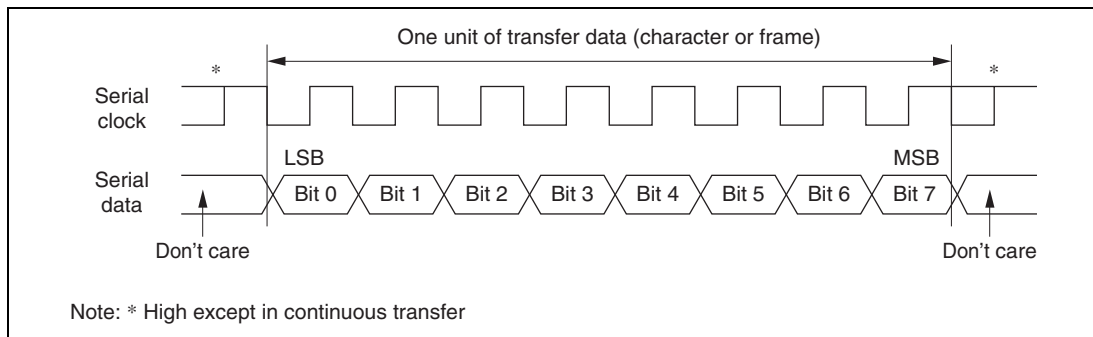 One unit of transfer data (character or frame)
* *
Serial
clock
LSB MSB
Serial
data
Bit 0 Bit 1 Bit 2 Bit 3 Bit 4 Bit 5 Bit 6 Bit 7
Don't care Don't care
Note: * High except in continuous transfer